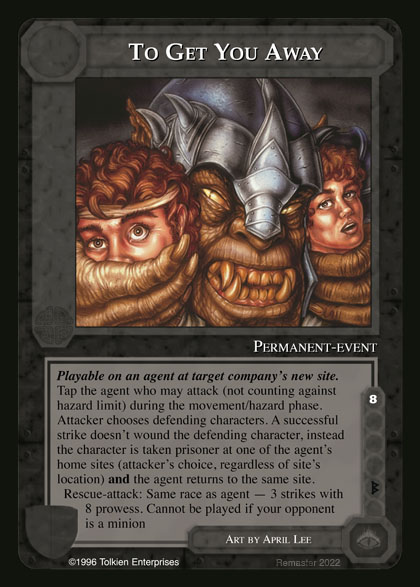 To Get You Away
Permanent-event
Playable on an agent at target company's new site.
Tap the agent who may attack (not counting against
hazard limit) during the movement/hazard phase.
Attacker chooses defending characters. A successful
strike doesn't wound the defending character, instead
the character is taken prisoner at one of the agent's
home sites (attacker's choice, regardless of site's
location) and the agent returns to the same site.
Rescue-attack: Same race as agent — 3 strikes with
8 prowess. Cannot be played if your opponent
is a minion
8
Art by April Lee
©1996 Tolkien Enterprises
Remaster 2022